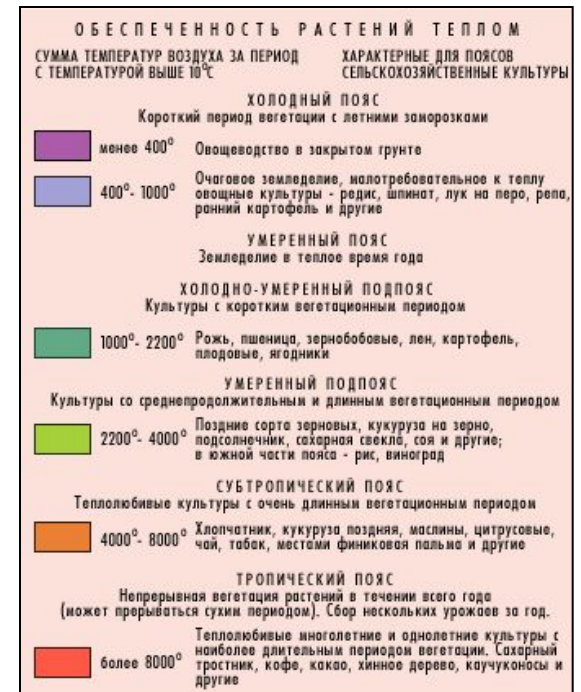 ОБЕСПЕЧЕННОСТЬ РАСТЕНИЙ ТЕПЛОМ
СУММА ТЕМПЕРАТУР ВОЗДУХА ЗА ПЕРИОД
С ТЕМПЕРАТУРОЙ ВЫШЕ 10°С
ХАРАКТЕРНЫЕ ДЛЯ ПОЯСОВ
СЕЛЬСКОХОЗЯЙСТВЕННЫЕ КУЛЬТУРЫ
ХОЛОДНЫЙ ПОЯС
Короткий период вегетации с летними заморозками
менее 400° Овощеводство в закрытом грунте
400°- 1000° Очаговое земледелие, малотребовательное к теплу
овощные культуры - редис, шпинат, лук на перо, репа,
ранний картофель и другие
УМЕРЕННЫЙ ПОЯС
Земледелие в теплое время года
ХОЛОДНО-УМЕРЕННЫЙ ПОДПОЯС
Культуры с коротким вегетационным периодом
1000°- 2200° Рожь, пшеница, зернобобовые, лен, картофель,
плодовые, ягодники
УМЕРЕННЫЙ ПОДПОЯС
Культуры со среднепродолжительным и длинным вегетационным периодом
2200°- 4000° Поздние сорта зерновых, кукуруза на зерно,
подсолнечник, сахарная свекла, соя и другие;
в южной части пояса - рис, виноград
СУБТРОПИЧЕСКИЙ ПОЯС
Теплолюбивые культуры с очень длинным вегетационным периодом
4000°- 8000° Хлопчатник, кукуруза поздняя, маслины, цитрусовые,
чай, табак, местами финиковая пальма и другие
ТРОПИЧЕСКИЙ ПОЯС
Непрерывная вегетация растений в течении всего года
(может прерываться сухим периодом). Сбор нескольких урожаев за год.
более 8000° Теплолюбивые многолетние и однолетние культуры с
наиболее длительным периодом вегетации. Сахарный
тростник, кофе, какао, хинное дерево, каучуконосы и
другие